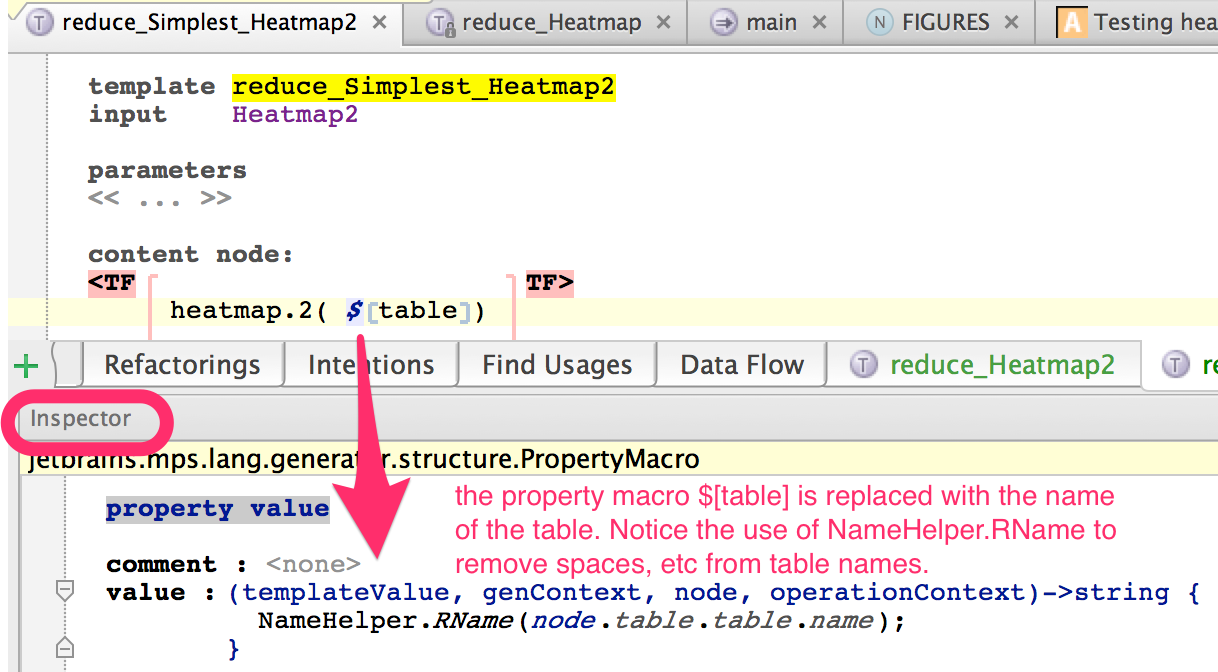 T reduce_Simplest_Heatmap2 × T reduce_Heatmap × main × N FIGURES × A Testing hea
template reduce_Simplest_Heatmap2
input Heatmap2
parameters
<< ... >>
content node:
<TF TF>
heatmap.2( $[table])
+ Refactorings Intentions Find Usages Data Flow T reduce_Heatmap2 T re
Inspector
jetbrains.mps.lang.generator.structure.PropertyMacro
property value
the property macro $[table] is replaced with the name
of the table. Notice the use of NameHelper.RName to
remove spaces, etc from table names.
comment : <none>
value : (templateValue, genContext, node, operationContext)->string {
NameHelper.RName(node.table.table.name);
}